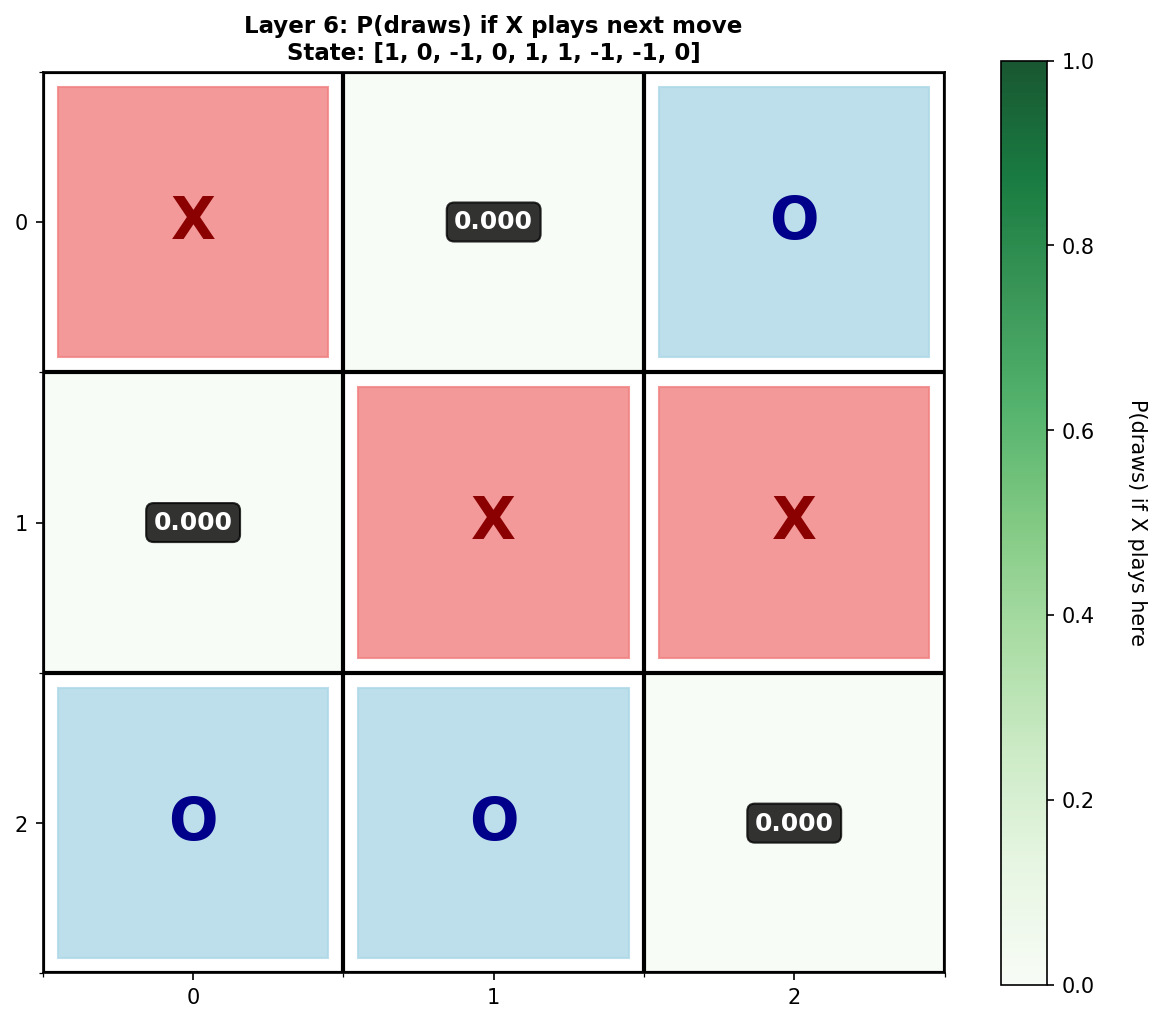 Layer 6: P(draws) if X plays next move
State: [1, 0, -1, 0, 1, 1, -1, -1, 0]
X
0.000
O
0.000
X
X
O
O
0.000
0
1
2
0
1
2
1.0
0.8
0.6
0.4
0.2
0.0
P(draws) if X plays here